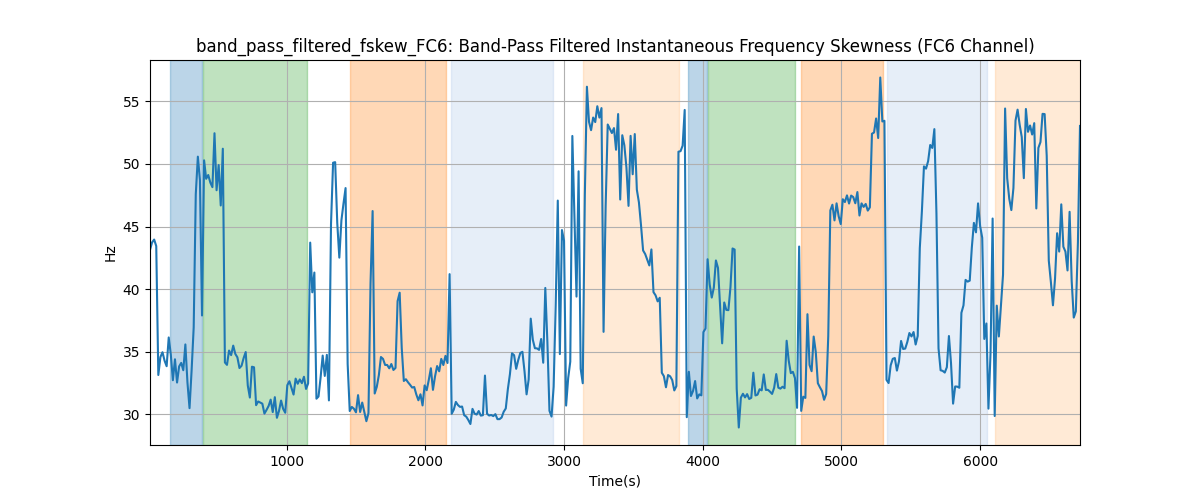 band_pass_filtered_fskew_FC6: Band-Pass Filtered Instantaneous Frequency Skewness (FC6 Channel)
55
50
45
40
35
30
Hz
1000 2000 3000 4000 5000 6000
Time(s)